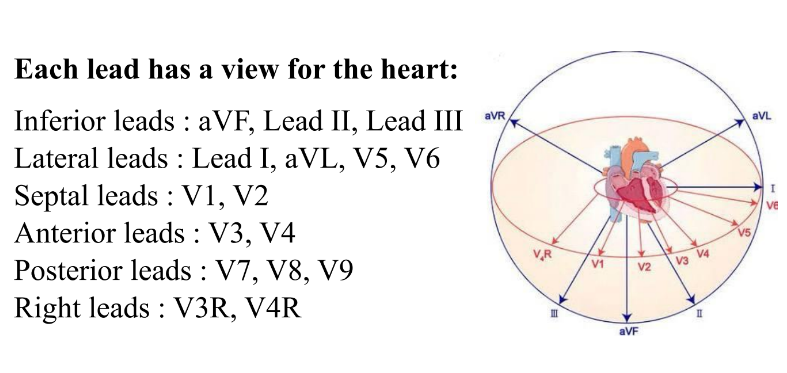 Each lead has a view for the heart:
Inferior leads : aVF, Lead II, Lead III
Lateral leads : Lead I, aVL, V5, V6
Septal leads : V1, V2
Anterior leads : V3, V4
Posterior leads : V7, V8, V9
Right leads : V3R, V4R
aVR
aVL
I
V6
V5
V4
V3
V2
V1
V₄R
III
II
aVF